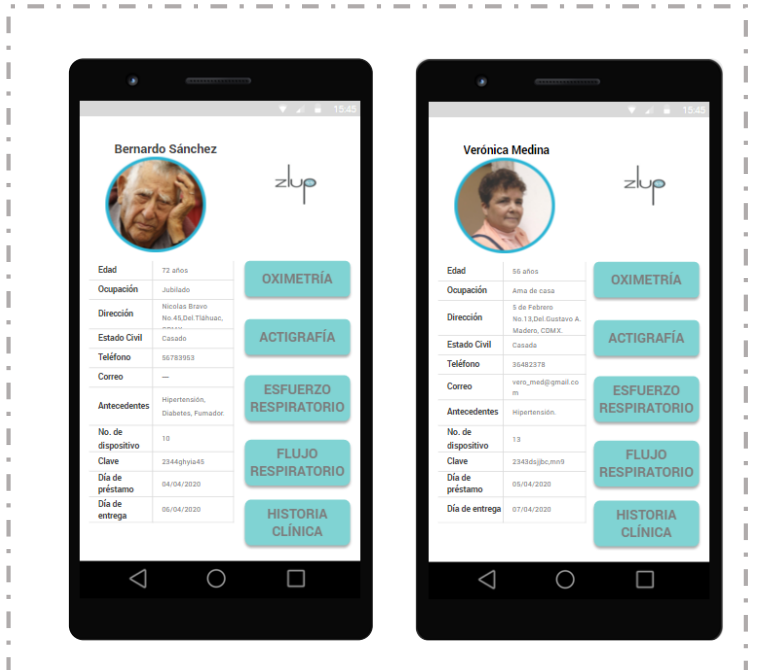 15:45
Bernardo Sánchez
zlup
Edad
72 años
Ocupación
Jubilado
Dirección
Nicolas Bravo
No.45,Del.Tláhuac,
Estado Civil
Casado
Teléfono
56783953
Correo
—
Antecedentes
Hipertensión,
Diabetes, Fumador.
No. de
dispositivo
10
Clave
2344ghyia45
Día de
préstamo
04/04/2020
Día de
entrega
06/04/2020
OXIMETRÍA
ACTIGRAFÍA
ESFUERZO
RESPIRATORIO
FLUJO
RESPIRATORIO
HISTORIA
CLÍNICA
15:45
Verónica Medina
zlup
Edad
56 años
Ocupación
Ama de casa
Dirección
5 de Febrero
No.13,Del.Gustavo A.
Madero, CDMX.
Estado Civil
Casada
Teléfono
36482378
Correo
vero_med@gmail.co
m
Antecedentes
Hipertensión.
No. de
dispositivo
13
Clave
2343dsjjbc,mn9
Día de
préstamo
05/04/2020
Día de entrega
07/04/2020
OXIMETRÍA
ACTIGRAFÍA
ESFUERZO
RESPIRATORIO
FLUJO
RESPIRATORIO
HISTORIA
CLÍNICA